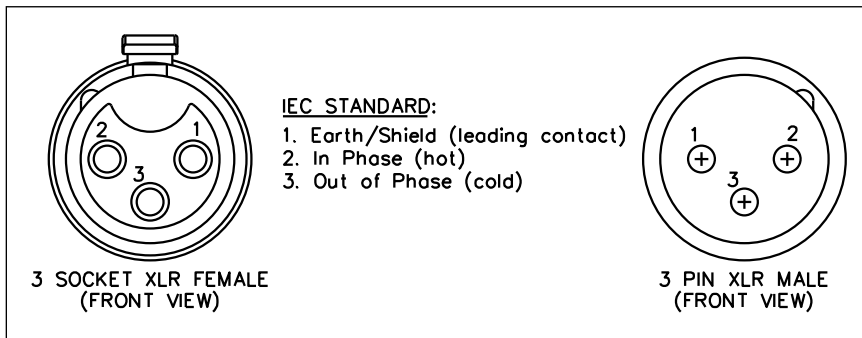 2
1
3
3 SOCKET XLR FEMALE
(FRONT VIEW)
IEC STANDARD:
1. Earth/Shield (leading contact)
2. In Phase (hot)
3. Out of Phase (cold)
1
2
3
3 PIN XLR MALE
(FRONT VIEW)